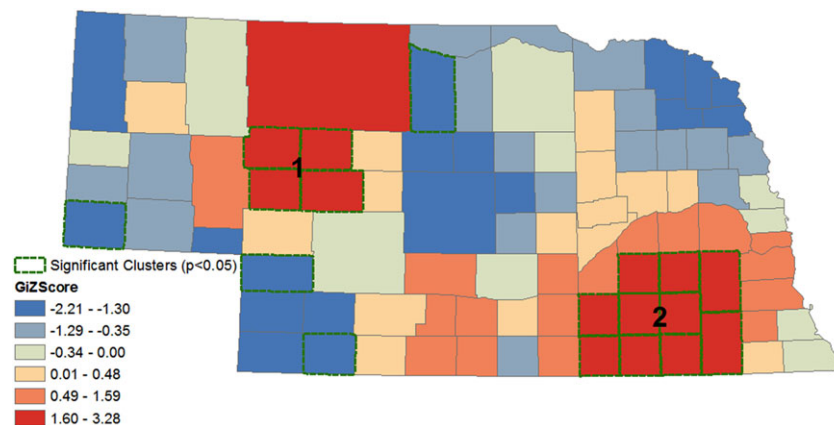 1
Significant Clusters (p<0.05)
GiZScore
-2.21 - -1.30
-1.29 - -0.35
-0.34 - 0.00
0.01 - 0.48
0.49 - 1.59
1.60 - 3.28
2